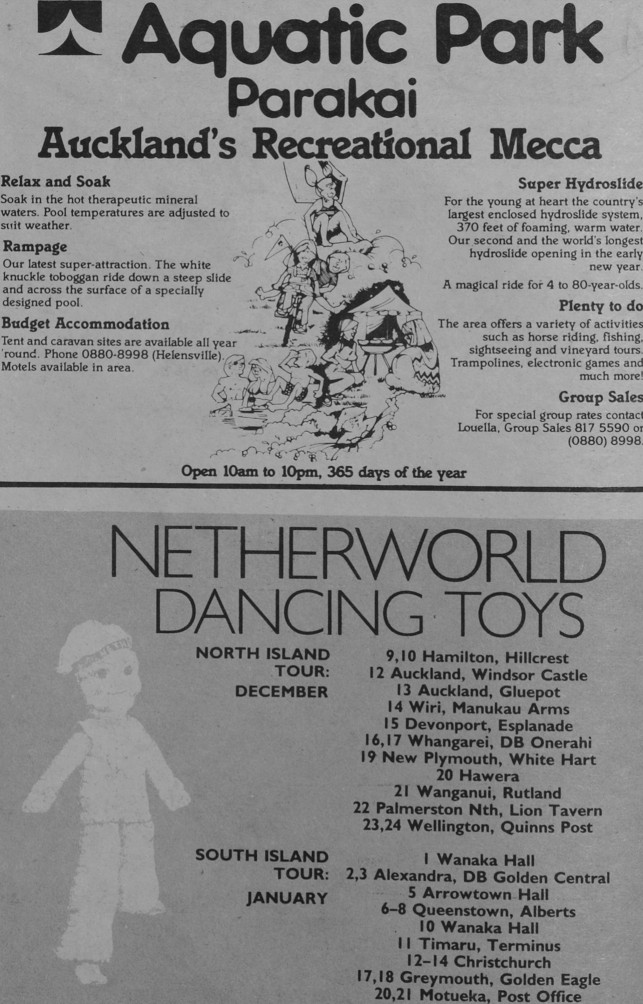 Aquatic Park
Parakai
Auckland's Recreational Mecca
Relax and Soak
Soak in the hot therapeutic mineral
waters. Pool temperatures are adjusted to
suit weather.
Rampage
Our latest super-attraction. The white
knuckle toboggan ride down a steep slide
and across the surface of a specially
designed pool.
Budget Accommodation
Tent and caravan sites are available all year
'round. Phone 0880-8998 (Helensville).
Motels available in area.
Super Hydroslide
For the young at heart the country's
largest enclosed hydroslide system,
370 feet of foaming, warm water.
Our second and the world's longest
hydroslide opening in the early
new year.
A magical ride for 4 to 80-year-olds.
Plenty to do
The area offers a variety of activities
such as horse riding, fishing,
sightseeing and vineyard tours.
Trampolines, electronic games and
much more!
Group Sales
For special group rates contact
Louella, Group Sales 817 5590 or
(0880) 8998.
Open 10am to 10pm, 365 days of the year
NETHERWORLD
DANCING TOYS
NORTH ISLAND
TOUR:
DECEMBER
9,10 Hamilton, Hillcrest
12 Auckland, Windsor Castle
13 Auckland, Gluepot
14 Wiri, Manukau Arms
15 Devonport, Esplanade
16,17 Whangarei, DB Onerahi
19 New Plymouth, White Hart
20 Hawera
21 Wanganui, Rutland
22 Palmerston Nth, Lion Tavern
23,24 Wellington, Quinns Post
SOUTH ISLAND
TOUR:
JANUARY
1 Wanaka Hall
2,3 Alexandra, DB Golden Central
5 Arrowtown Hall
6–8 Queenstown, Alberts
10 Wanaka Hall
11 Timaru, Terminus
12–14 Christchurch
17,18 Greymouth, Golden Eagle
20,21 Motueka, Post Office